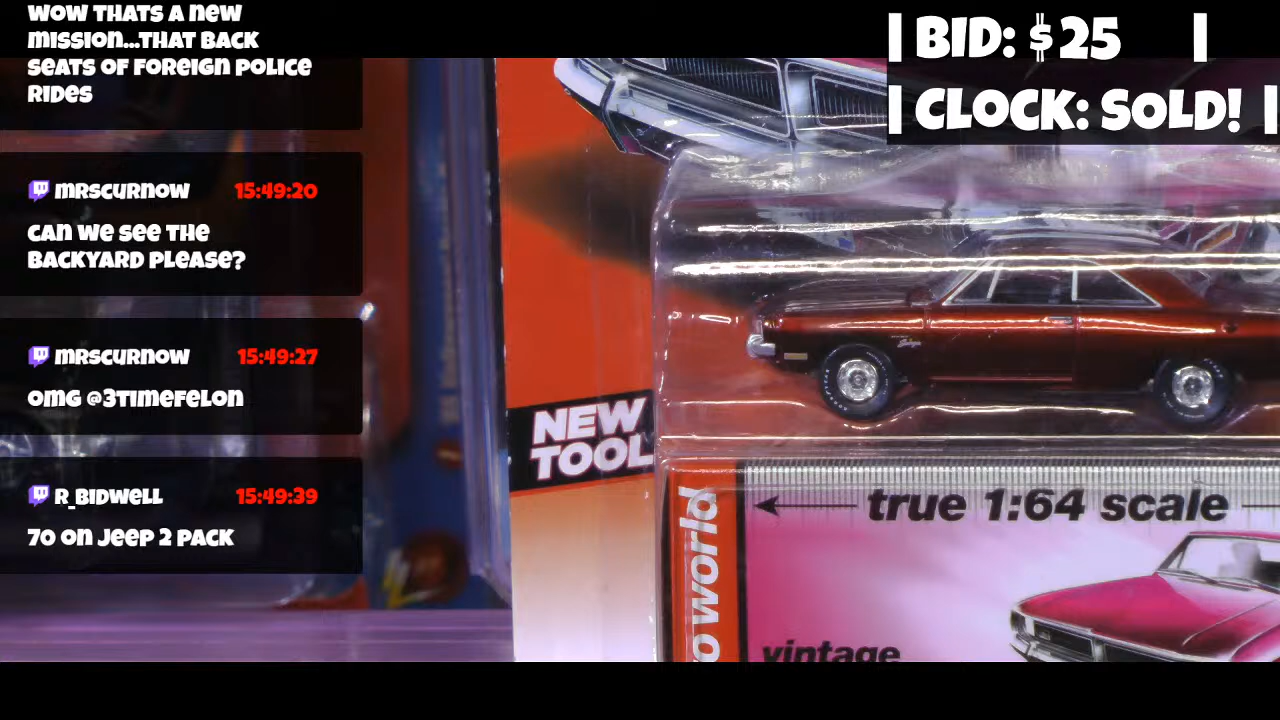 WOW THATS A NEW
MISSION...THAT BACK
SEATS OF FOREIGN POLICE
RIDES
MRSCURNOW 15:49:20
CAN WE SEE THE
BACKYARD PLEASE?
MRSCURNOW 15:49:27
OMG @3TIMEFELON
R_BIDWELL 15:49:39
70 ON JEEP 2 PACK
| BID: $25 |
| CLOCK: SOLD! |
NEW
TOOL
true 1:64 scale
oworld
vintage